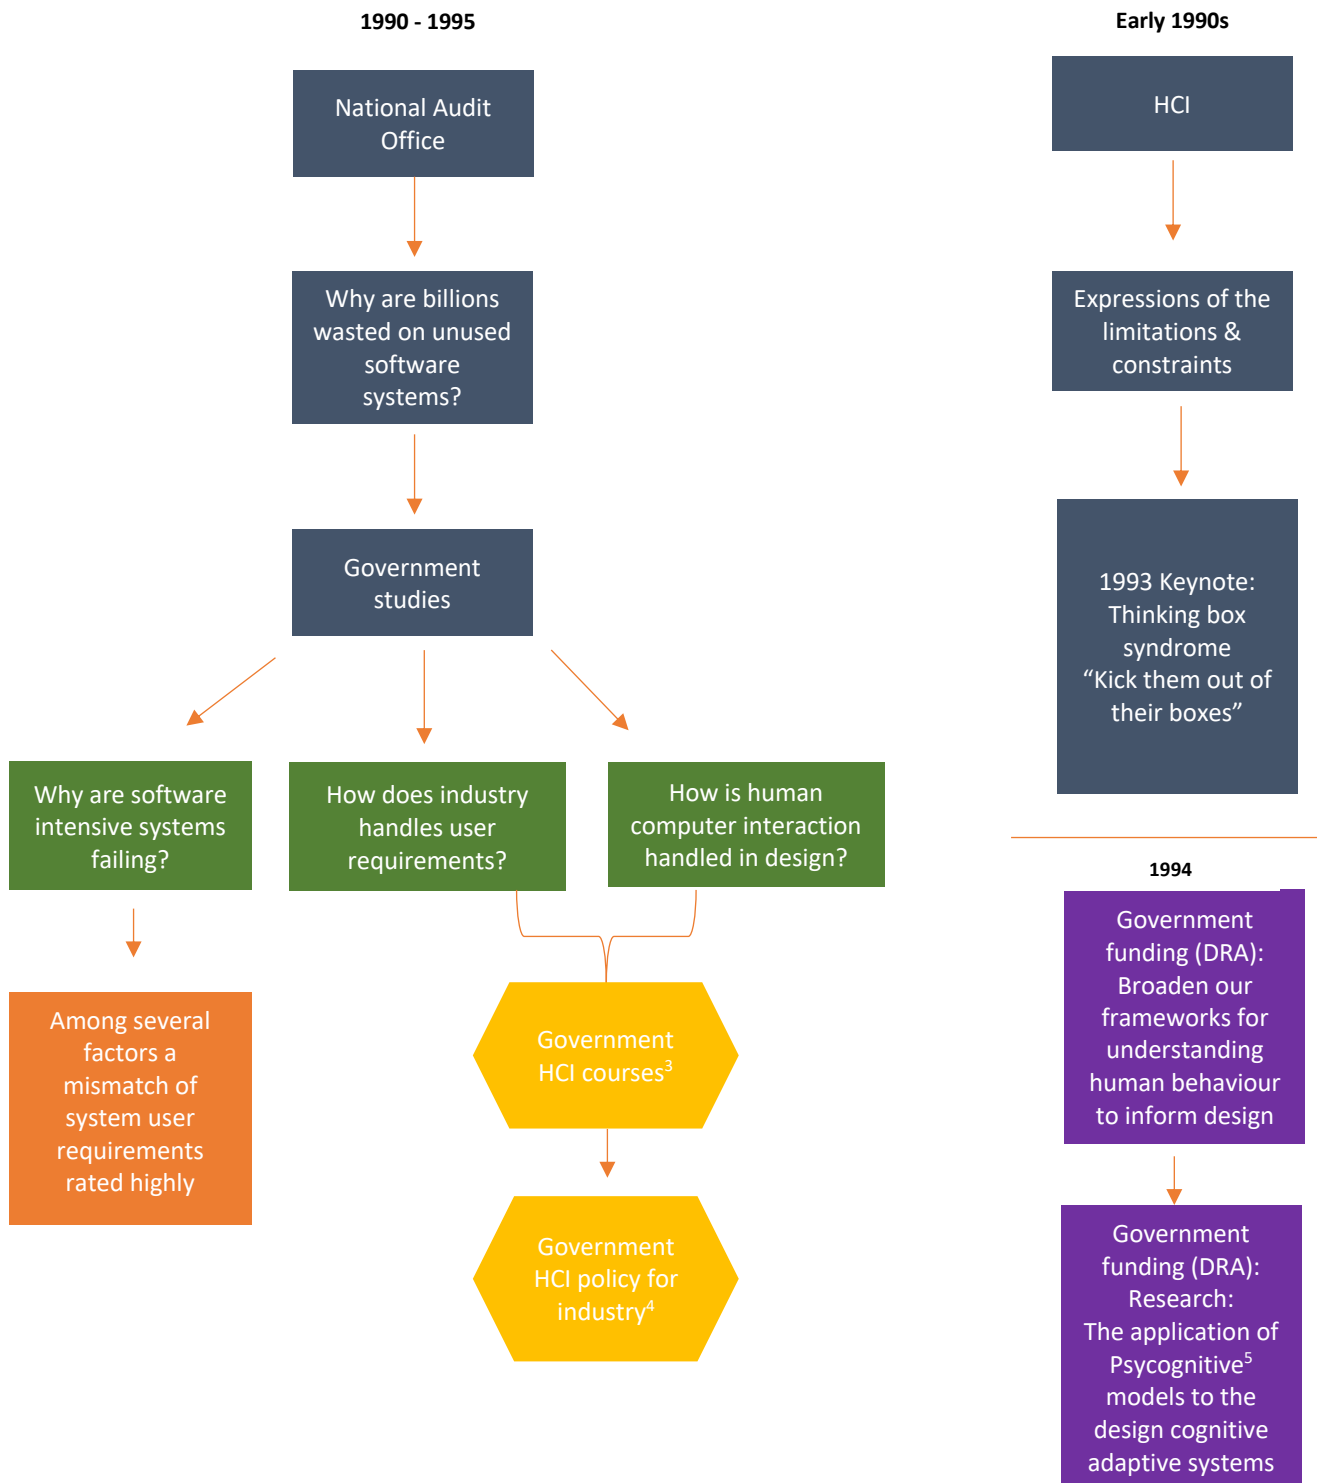 1990 - 1995
National Audit
Office
Why are billions
wasted on unused
software
systems?
Government
studies
Why are software
intensive systems
failing?
How does industry
handles user
requirements?
How is human
computer interaction
handled in design?
Among several
factors a
mismatch of
system user
requirements
rated highly
Government
HCI courses³
Government
HCI policy for
industry⁴
Early 1990s
HCI
Expressions of the
limitations &
constraints
1993 Keynote:
Thinking box
syndrome
“Kick them out of
their boxes”
1994
Government
funding (DRA):
Broaden our
frameworks for
understanding
human behaviour
to inform design
Government
funding (DRA):
Research:
The application of
Psycognitive⁵
models to the
design cognitive
adaptive systems